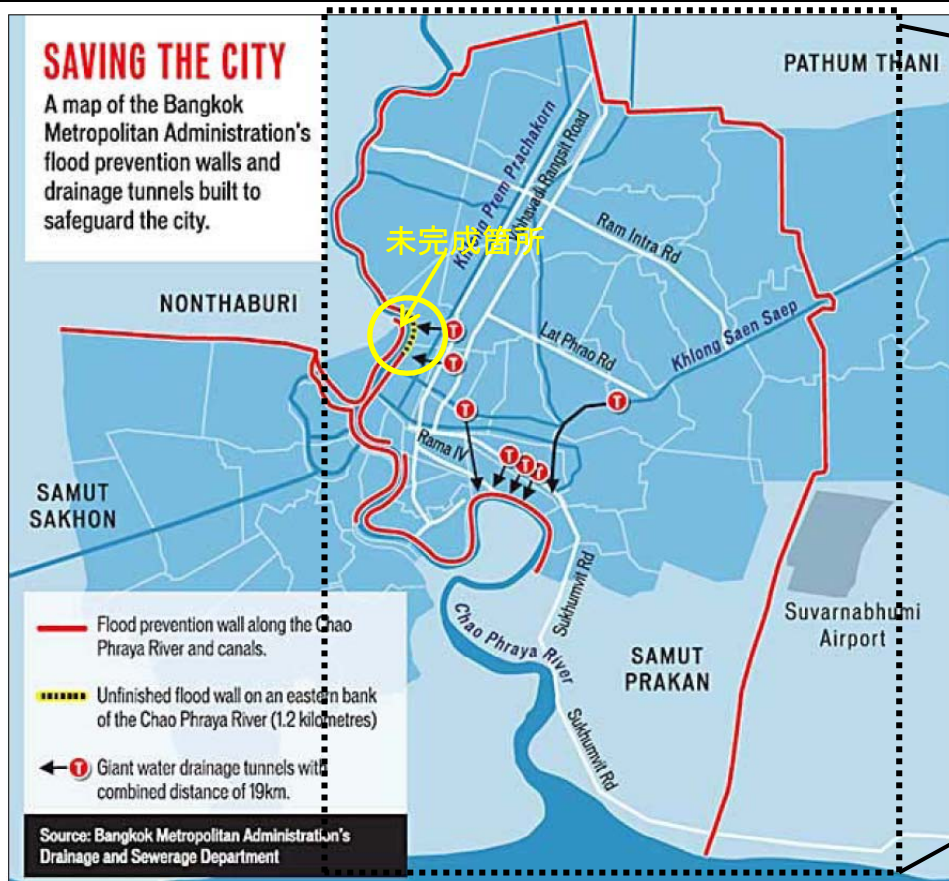 SAVING THE CITY
A map of the Bangkok
Metropolitan Administration's
flood prevention walls and
drainage tunnels built to
safeguard the city.
PATHUM THANI
Khlong Prem Prachakorn
Vibhavadi Rangsit Road
Ram Intra Rd
未完成箇所
NONTHABURI
T
T
Lat Phrao Rd
Khlong Saen Saep
T
T
Rama IV
T
T
T
SAMUT
SAKHON
Sukhumvit Rd
Suvarnabhumi
Airport
Chao Phraya River
SAMUT
PRAKAN
Sukhumvit Rd
Flood prevention wall along the Chao
Phraya River and canals.
Unfinished flood wall on an eastern bank
of the Chao Phraya River (1.2 kilometres)
T
Giant water drainage tunnels with
combined distance of 19km.
Source: Bangkok Metropolitan Administration's
Drainage and Sewerage Department